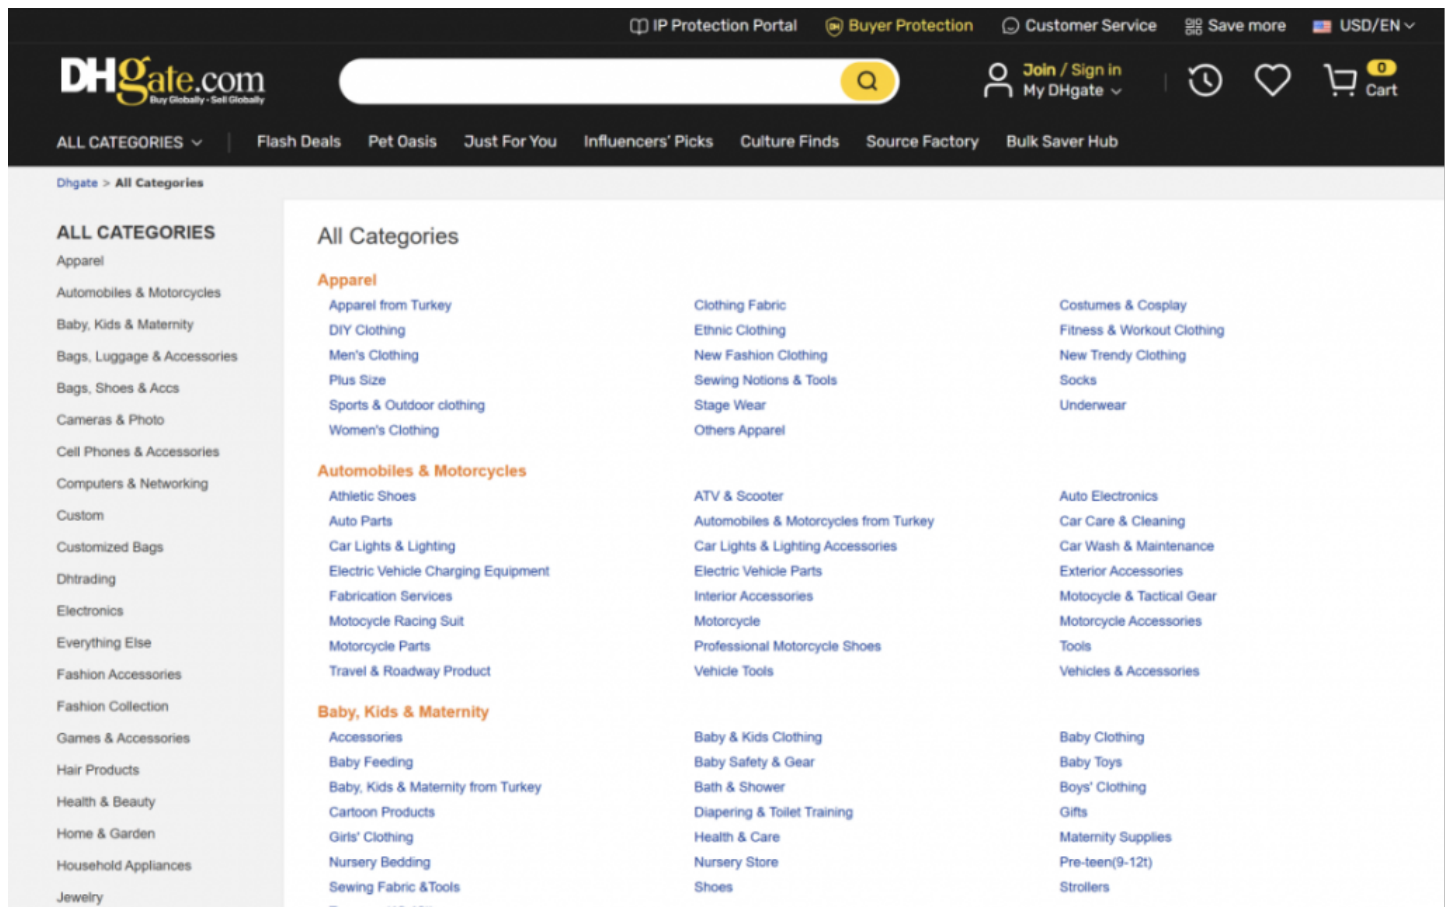 IP Protection Portal Buyer Protection Customer Service Save more USD/EN
DHgate.com
Buy Globally · Sell Globally
Join / Sign in
My DHgate
0
Cart
ALL CATEGORIES Flash Deals Pet Oasis Just For You Influencers' Picks Culture Finds Source Factory Bulk Saver Hub
Dhgate > All Categories
ALL CATEGORIES
Apparel
Automobiles & Motorcycles
Baby, Kids & Maternity
Bags, Luggage & Accessories
Bags, Shoes & Accs
Cameras & Photo
Cell Phones & Accessories
Computers & Networking
Custom
Customized Bags
Dhtrading
Electronics
Everything Else
Fashion Accessories
Fashion Collection
Games & Accessories
Hair Products
Health & Beauty
Home & Garden
Household Appliances
Jewelry
All Categories
Apparel
Apparel from Turkey Clothing Fabric Costumes & Cosplay
DIY Clothing Ethnic Clothing Fitness & Workout Clothing
Men's Clothing New Fashion Clothing New Trendy Clothing
Plus Size Sewing Notions & Tools Socks
Sports & Outdoor clothing Stage Wear Underwear
Women's Clothing Others Apparel
Automobiles & Motorcycles
Athletic Shoes ATV & Scooter Auto Electronics
Auto Parts Automobiles & Motorcycles from Turkey Car Care & Cleaning
Car Lights & Lighting Car Lights & Lighting Accessories Car Wash & Maintenance
Electric Vehicle Charging Equipment Electric Vehicle Parts Exterior Accessories
Fabrication Services Interior Accessories Motocycle & Tactical Gear
Motocycle Racing Suit Motorcycle Motorcycle Accessories
Motorcycle Parts Professional Motorcycle Shoes Tools
Travel & Roadway Product Vehicle Tools Vehicles & Accessories
Baby, Kids & Maternity
Accessories Baby & Kids Clothing Baby Clothing
Baby Feeding Baby Safety & Gear Baby Toys
Baby, Kids & Maternity from Turkey Bath & Shower Boys' Clothing
Cartoon Products Diapering & Toilet Training Gifts
Girls' Clothing Health & Care Maternity Supplies
Nursery Bedding Nursery Store Pre-teen(9-12t)
Sewing Fabric &Tools Shoes Strollers